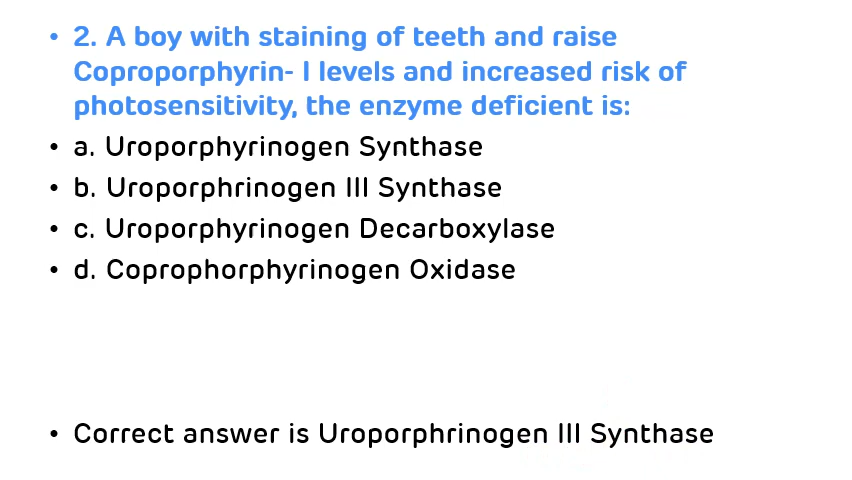 • 2. A boy with staining of teeth and raise
Coproporphyrin- I levels and increased risk of
photosensitivity, the enzyme deficient is:
• a. Uroporphyrinogen Synthase
• b. Uroporphrinogen III Synthase
• c. Uroporphyrinogen Decarboxylase
• d. Coprophorphyrinogen Oxidase
• Correct answer is Uroporphrinogen III Synthase